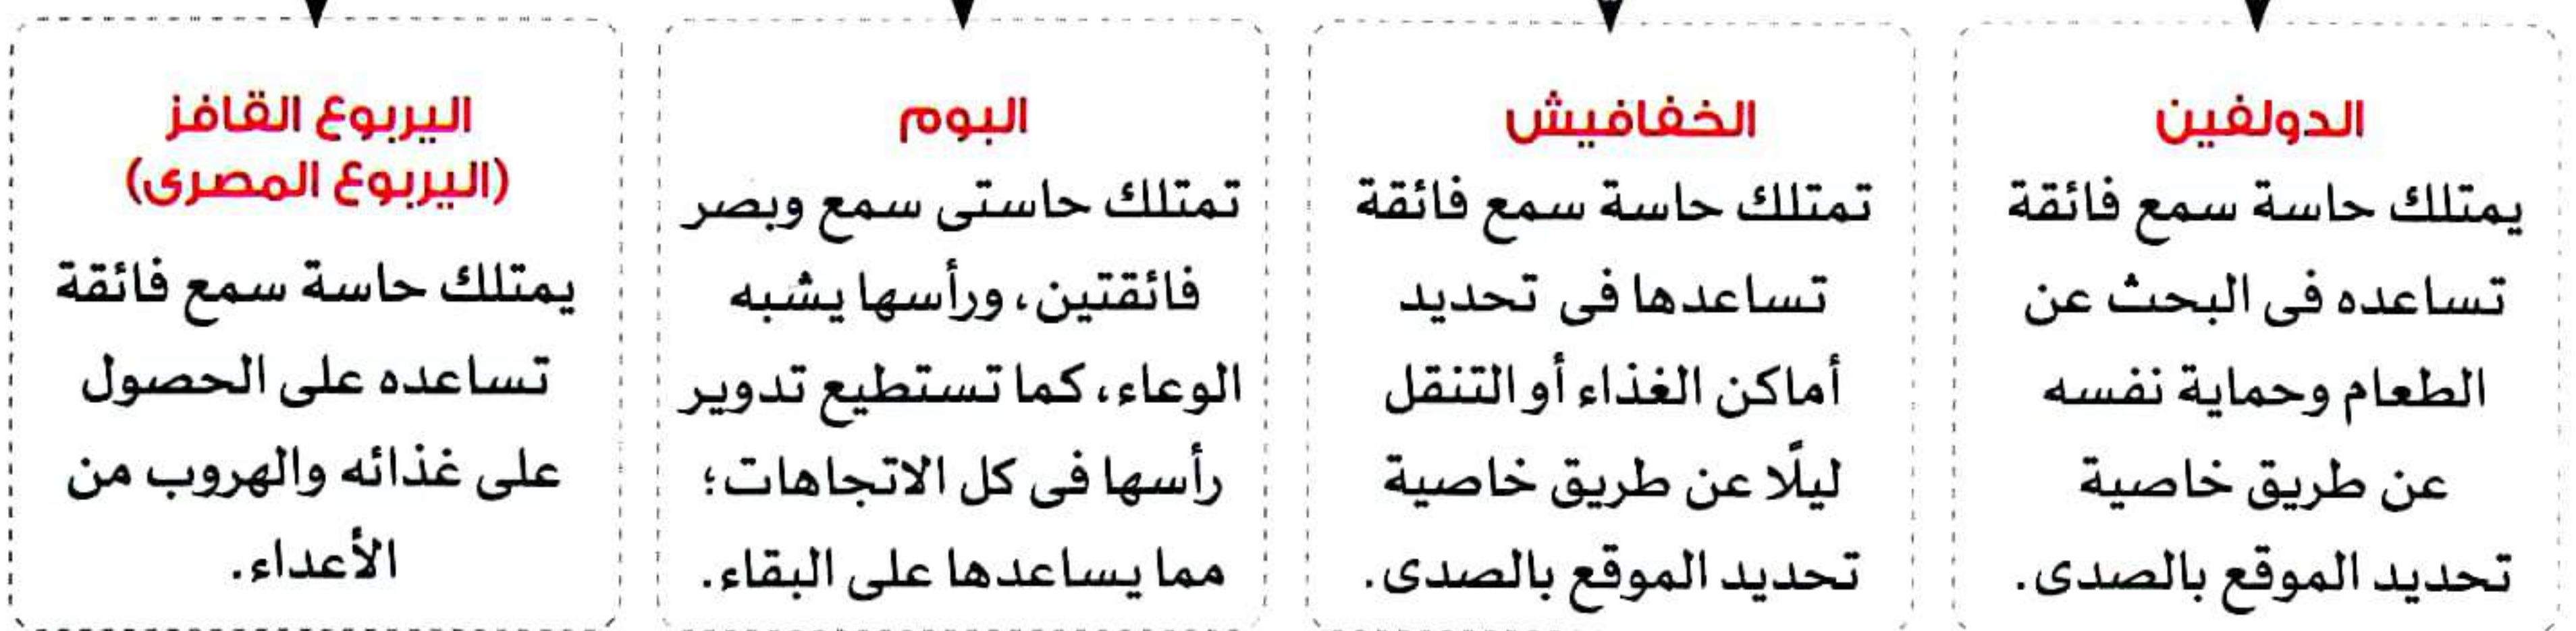 الدولفين
يمتلك حاسة سمع فائقة
تساعده فى البحث عن
الطعام وحماية نفسه
عن طريق خاصية
تحديد الموقع بالصدى.
الخفافيش
تمتلك حاسة سمع فائقة
تساعدها فى تحديد
أماكن الغذاء أو التنقل
ليلًا عن طريق خاصية
تحديد الموقع بالصدى.
البوم
تمتلك حاستى سمع وبصر
فائقتين، ورأسها يشبه
الوعاء، كما تستطيع تدوير
رأسها فى كل الاتجاهات؛
مما يساعدها على البقاء.
اليربوع القافز
(اليربوع المصرى)
يمتلك حاسة سمع فائقة
تساعده على الحصول
على غذائه والهروب من
الأعداء.